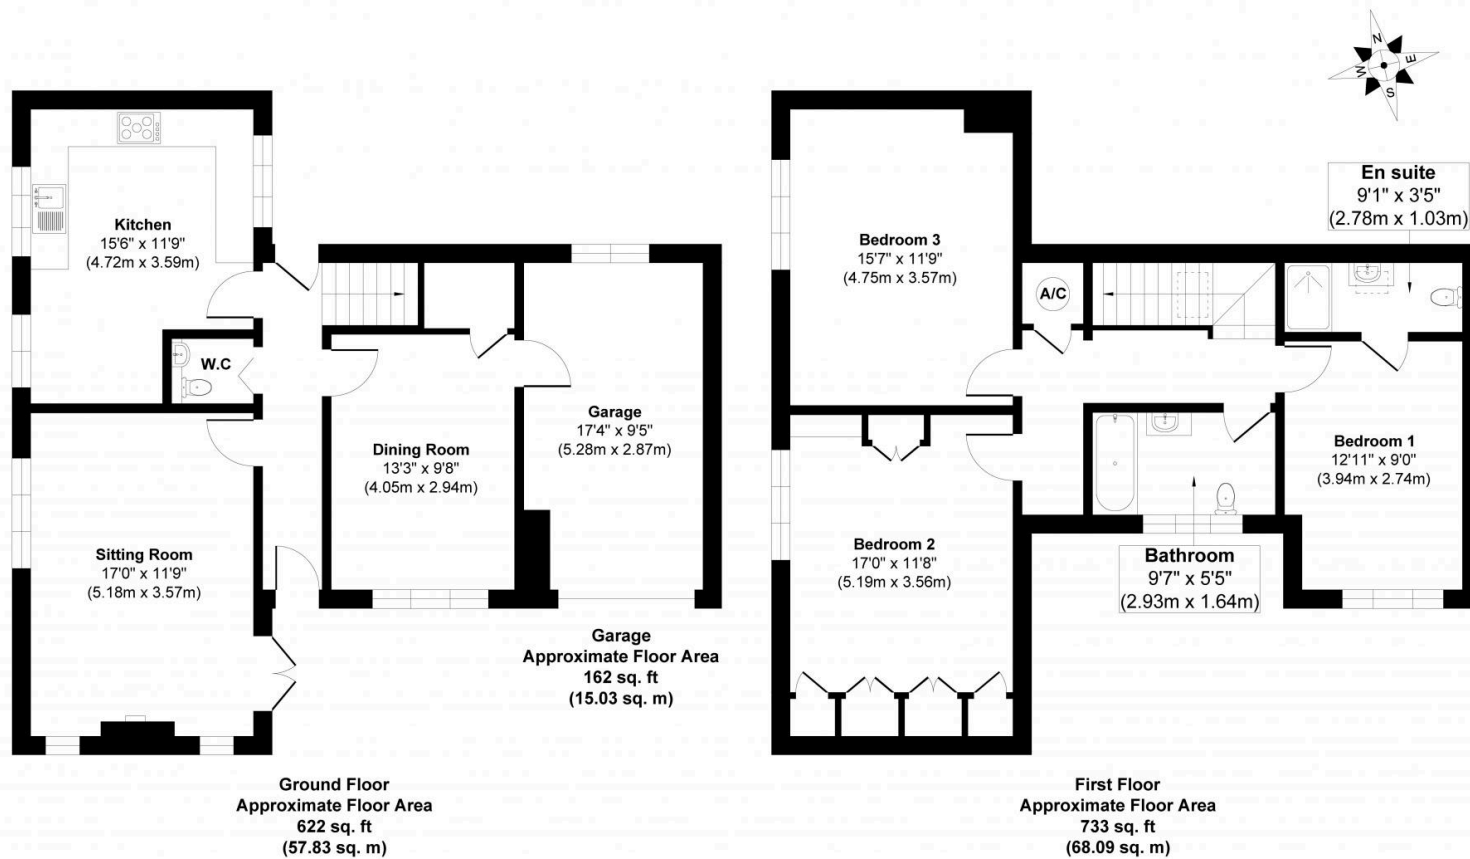 N
E
S
W
Kitchen
15'6" x 11'9"
(4.72m x 3.59m)
W.C
Sitting Room
17'0" x 11'9"
(5.18m x 3.57m)
Dining Room
13'3" x 9'8"
(4.05m x 2.94m)
Garage
17'4" x 9'5"
(5.28m x 2.87m)
Garage
Approximate Floor Area
162 sq. ft
(15.03 sq. m)
Ground Floor
Approximate Floor Area
622 sq. ft
(57.83 sq. m)
Bedroom 3
15'7" x 11'9"
(4.75m x 3.57m)
A/C
En suite
9'1" x 3'5"
(2.78m x 1.03m)
Bedroom 1
12'11" x 9'0"
(3.94m x 2.74m)
Bedroom 2
17'0" x 11'8"
(5.19m x 3.56m)
Bathroom
9'7" x 5'5"
(2.93m x 1.64m)
First Floor
Approximate Floor Area
733 sq. ft
(68.09 sq. m)